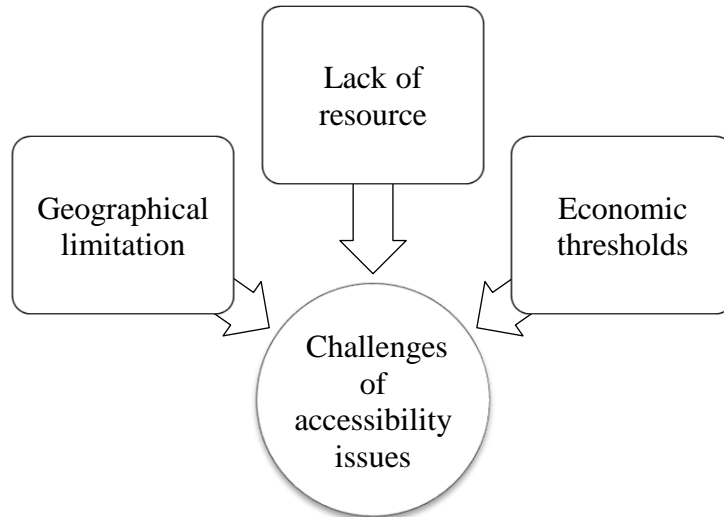 Lack of
resource
Geographical
limitation
Economic
thresholds
Challenges
of
accessibility
issues